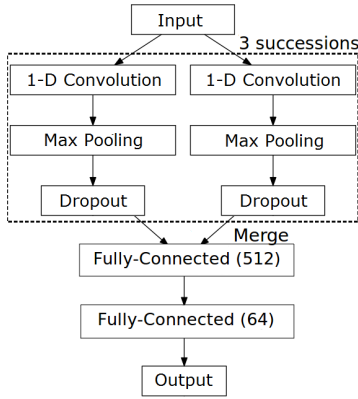 Input
3 successions
1-D Convolution
1-D Convolution
Max Pooling
Max Pooling
Dropout
Dropout
Merge
Fully-Connected (512)
Fully-Connected (64)
Output